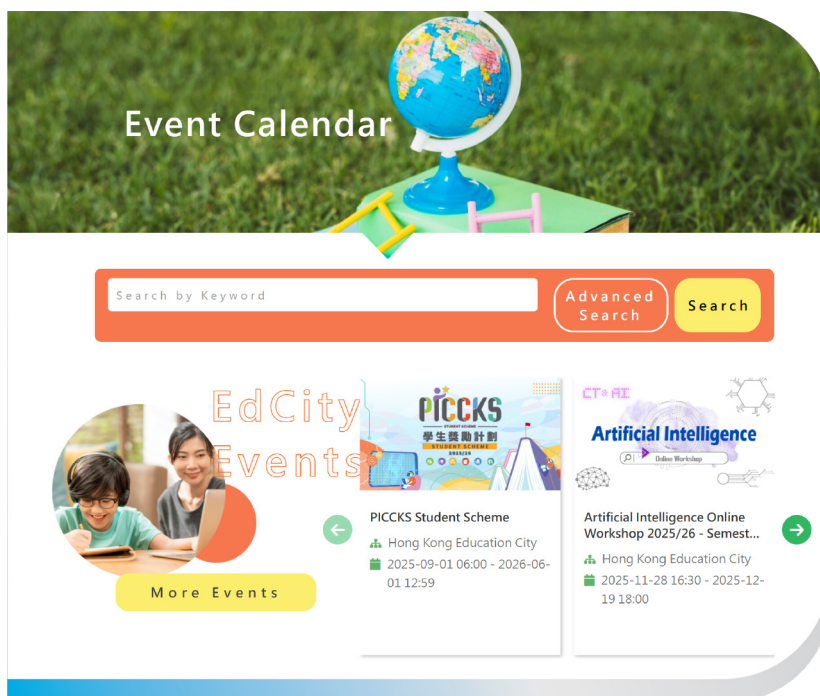 Event Calendar
Search by Keyword
Advanced
Search
Search
EdCity
Events
More Events
PICCKS
STUDENT SCHEME
學生獎勵計劃
STUDENT SCHEME
2025/26
PICCKS Student Scheme
Hong Kong Education City
2025-09-01 06:00 - 2026-06-
01 12:59
CT & AI
Artificial Intelligence
Online Workshop
Artificial Intelligence Online
Workshop 2025/26 - Semest...
Hong Kong Education City
2025-11-28 16:30 - 2025-12-
19 18:00